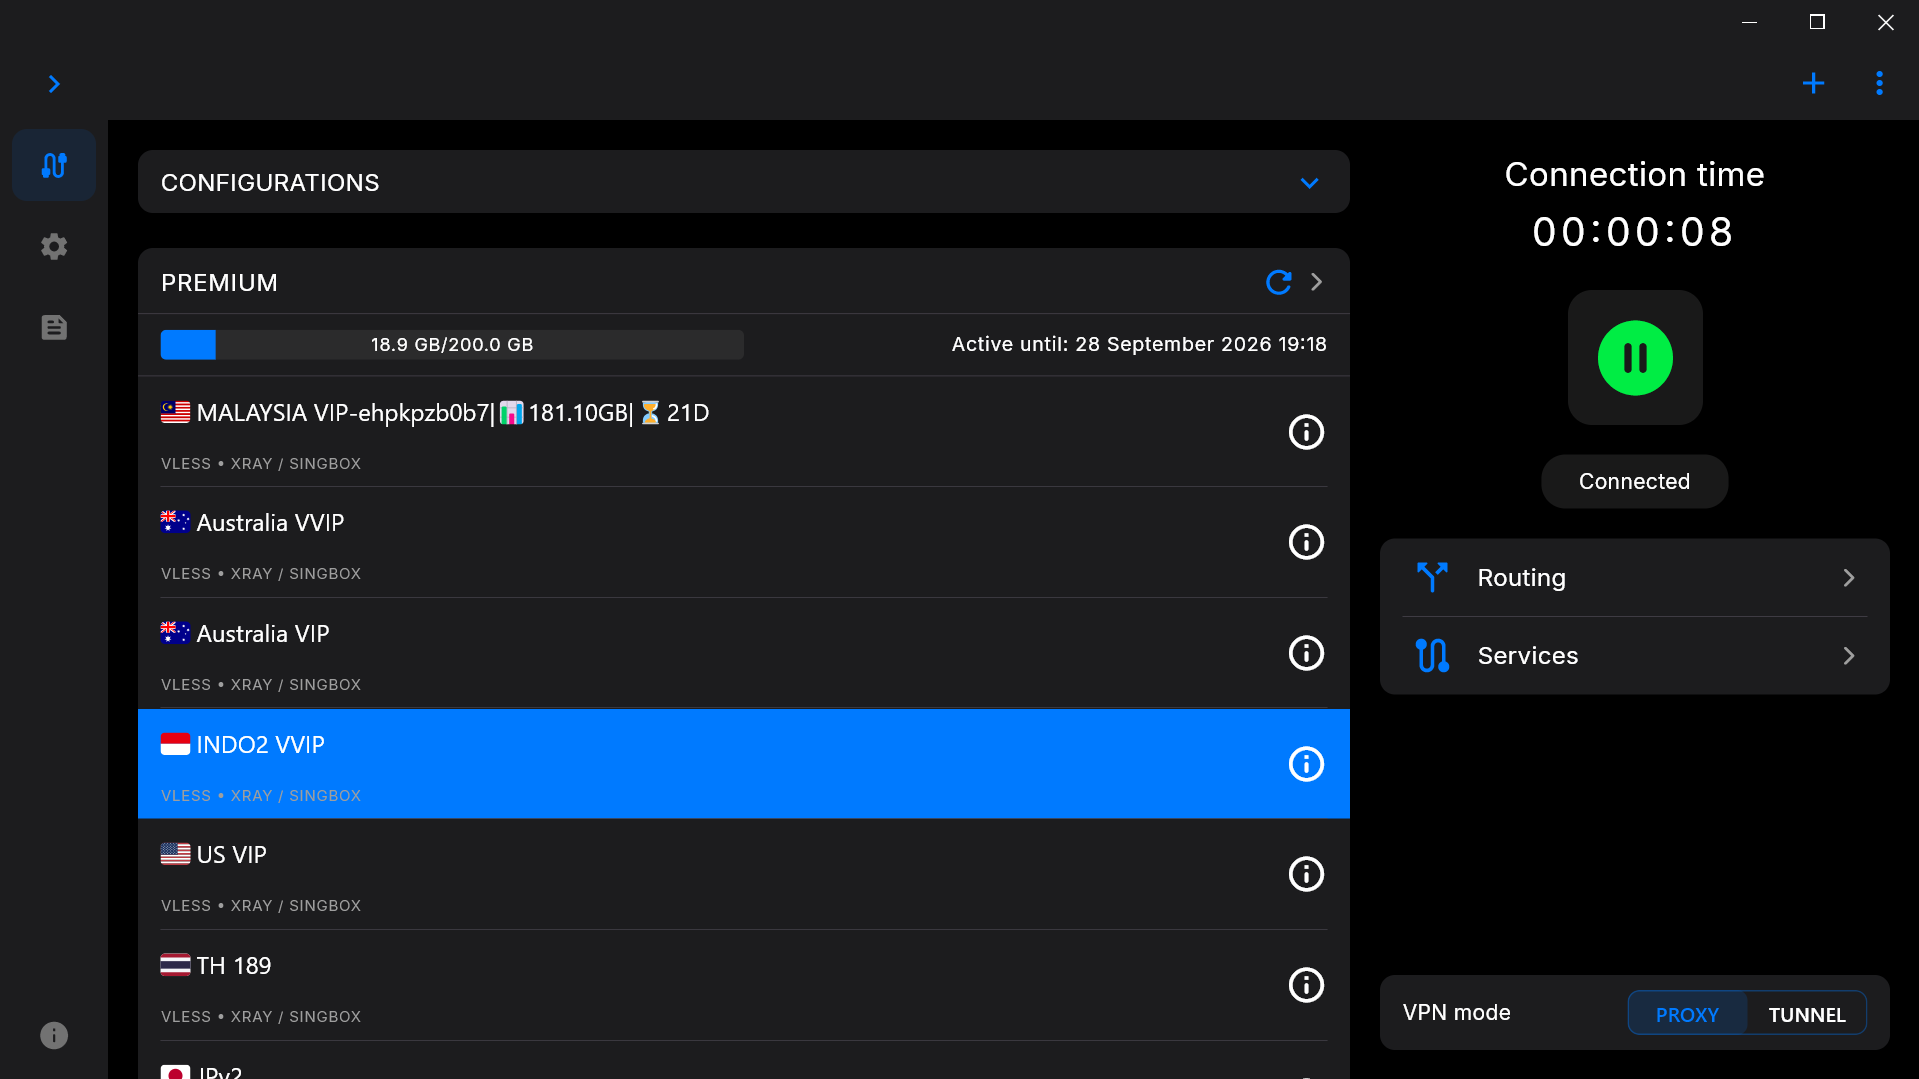 CONFIGURATIONS
PREMIUM
18.9 GB/200.0 GB
Active until: 28 September 2026 19:18
MALAYSIA VIP-ehpkpzb0b7|📊181.10GB|⏳21D
VLESS • XRAY / SINGBOX
Australia VVIP
VLESS • XRAY / SINGBOX
Australia VIP
VLESS • XRAY / SINGBOX
INDO2 VVIP
VLESS • XRAY / SINGBOX
US VIP
VLESS • XRAY / SINGBOX
TH 189
VLESS • XRAY / SINGBOX
JPv2
Connection time
00:00:08
Connected
Routing
Services
VPN mode
PROXY
TUNNEL